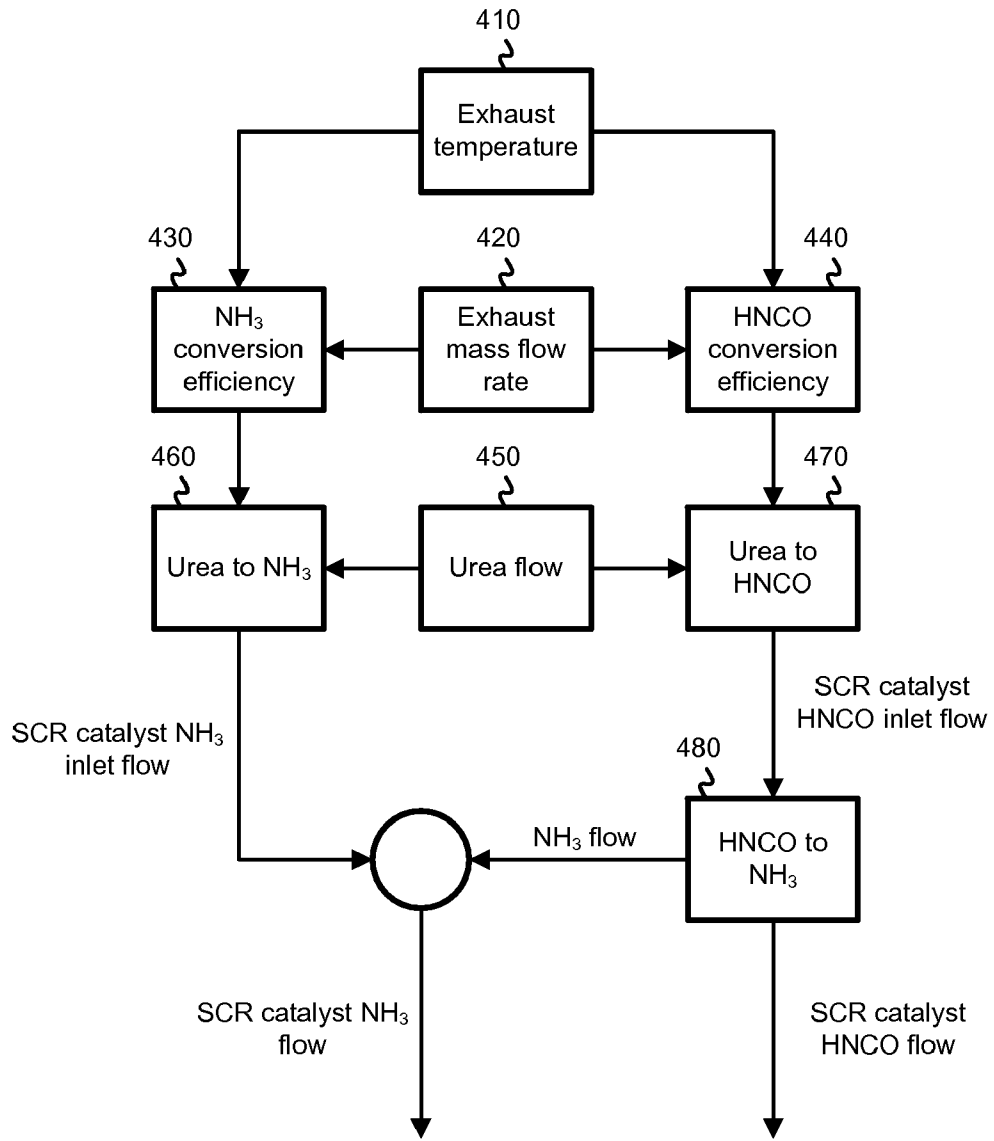 410
Exhaust
temperature
430
420
440
NH₃
conversion
efficiency
Exhaust
mass flow
rate
HNCO
conversion
efficiency
460
450
470
Urea to NH₃
Urea flow
Urea to
HNCO
SCR catalyst NH₃
inlet flow
SCR catalyst
HNCO inlet flow
480
NH₃ flow
HNCO to
NH₃
SCR catalyst NH₃
flow
SCR catalyst
HNCO flow